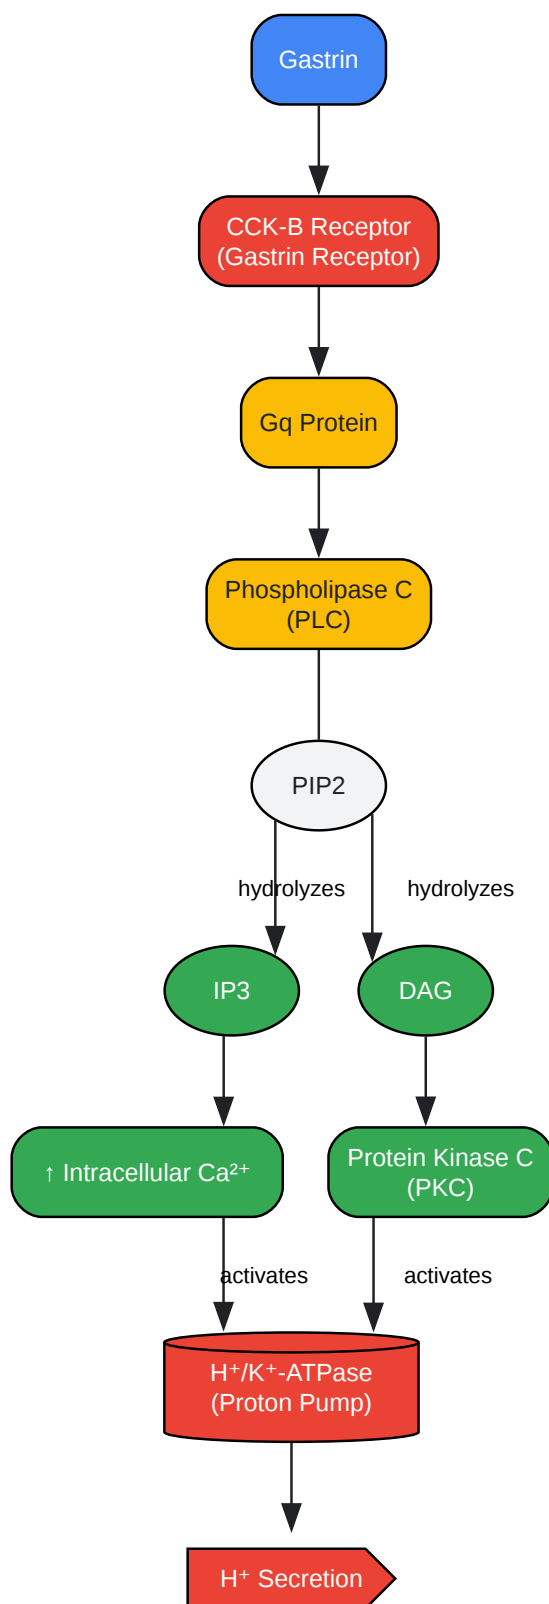 Gastrin
CCK-B Receptor
(Gastrin Receptor)
Gq Protein
Phospholipase C
(PLC)
PIP2
hydrolyzes
hydrolyzes
IP3
DAG
↑ Intracellular Ca²⁺
Protein Kinase C
(PKC)
activates
activates
H⁺/K⁺-ATPase
(Proton Pump)
H⁺ Secretion